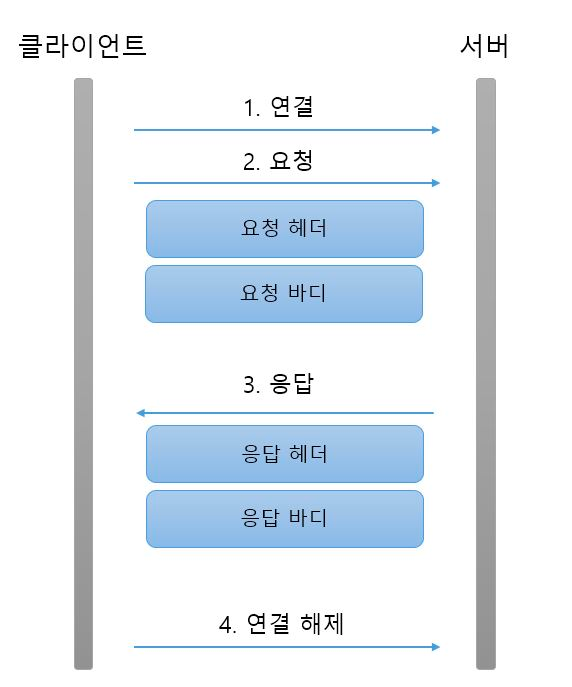 클라이언트
서버
1. 연결
2. 요청
요청 헤더
요청 바디
3. 응답
응답 헤더
응답 바디
4. 연결 해제